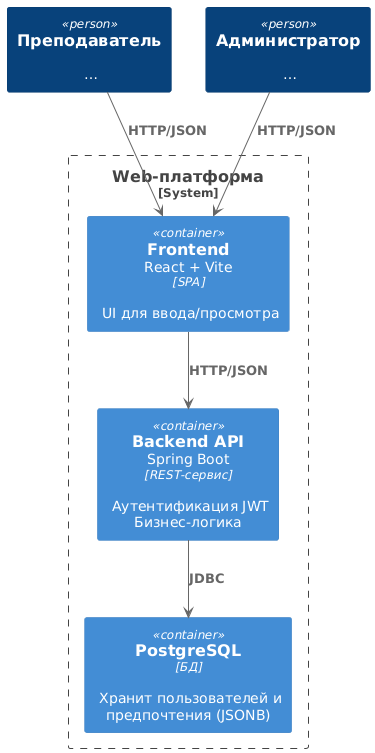 «person»
Преподаватель
...
«person»
Администратор
...
HTTP/JSON
HTTP/JSON
Web-платформа
[System]
«container»
Frontend
React + Vite
[SPA]
UI для ввода/просмотра
HTTP/JSON
«container»
Backend API
Spring Boot
[REST-сервис]
Аутентификация JWT
Бизнес-логика
JDBC
«container»
PostgreSQL
[БД]
Хранит пользователей и
предпочтения (JSONB)